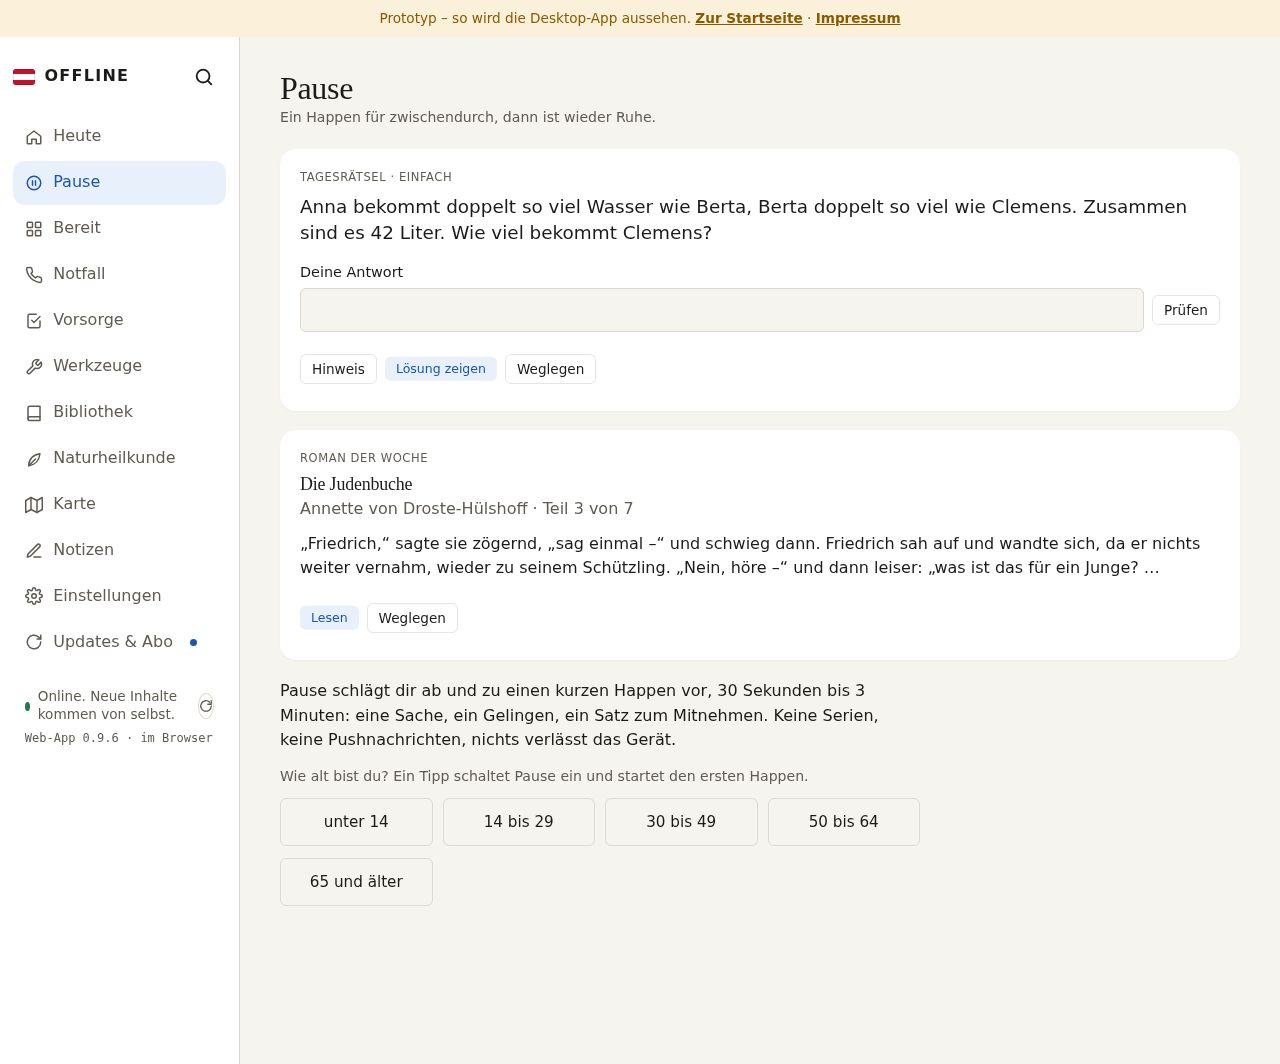 Prototyp – so wird die Desktop-App aussehen. Zur Startseite · Impressum
OFFLINE
Heute
Pause
Bereit
Notfall
Vorsorge
Werkzeuge
Bibliothek
Naturheilkunde
Karte
Notizen
Einstellungen
Updates & Abo
Online. Neue Inhalte
kommen von selbst.
Web-App 0.9.6 · im Browser
Pause
Ein Happen für zwischendurch, dann ist wieder Ruhe.
TAGESRÄTSEL · EINFACH
Anna bekommt doppelt so viel Wasser wie Berta, Berta doppelt so viel wie Clemens. Zusammen
sind es 42 Liter. Wie viel bekommt Clemens?
Deine Antwort
Prüfen
Hinweis Lösung zeigen Weglegen
ROMAN DER WOCHE
Die Judenbuche
Annette von Droste-Hülshoff · Teil 3 von 7
„Friedrich,“ sagte sie zögernd, „sag einmal –“ und schwieg dann. Friedrich sah auf und wandte sich, da er nichts
weiter vernahm, wieder zu seinem Schützling. „Nein, höre –“ und dann leiser: „was ist das für ein Junge? …
Lesen Weglegen
Pause schlägt dir ab und zu einen kurzen Happen vor, 30 Sekunden bis 3
Minuten: eine Sache, ein Gelingen, ein Satz zum Mitnehmen. Keine Serien,
keine Pushnachrichten, nichts verlässt das Gerät.
Wie alt bist du? Ein Tipp schaltet Pause ein und startet den ersten Happen.
unter 14 14 bis 29 30 bis 49 50 bis 64
65 und älter